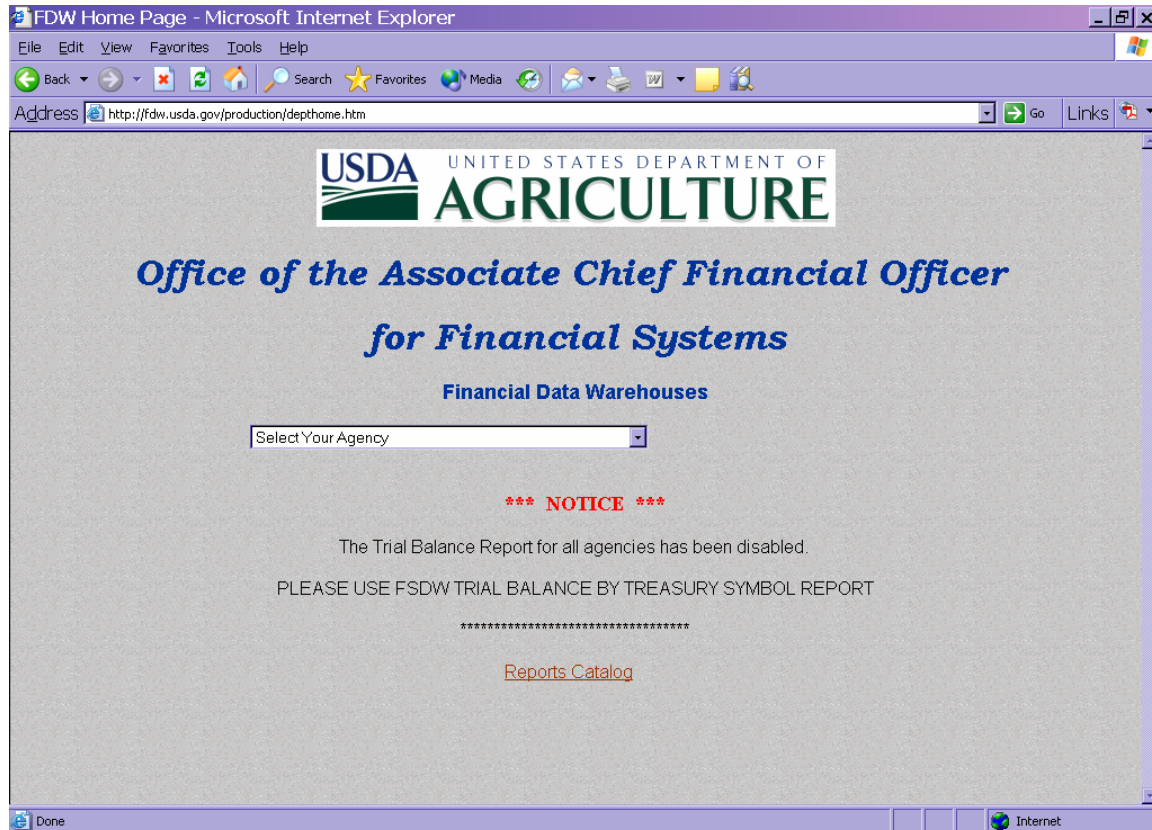 FDW Home Page - Microsoft Internet Explorer
File Edit View Favorites Tools Help
Back Search Favorites Media
Address http://fdw.usda.gov/production/depthome.htm Go Links
USDA UNITED STATES DEPARTMENT OF
AGRICULTURE
Office of the Associate Chief Financial Officer
for Financial Systems
Financial Data Warehouses
Select Your Agency
*** NOTICE ***
The Trial Balance Report for all agencies has been disabled.
PLEASE USE FSDW TRIAL BALANCE BY TREASURY SYMBOL REPORT
**********************************
Reports Catalog
Done Internet